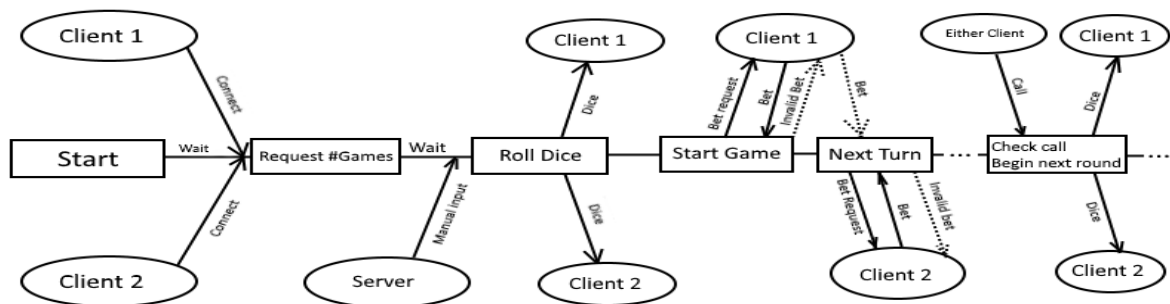 Client 1
Client 1
Client 1
Either Client
Client 1
Connect
Dice
Bet request
Bet
Invalid Bet
Bet
Call
Dice
Start
Wait
Request #Games
Wait
Roll Dice
Start Game
Next Turn
Check call
Begin next round
Connect
Manual input
Dice
Bet Request
Bet
Invalid bet
Dice
Client 2
Server
Client 2
Client 2
Client 2